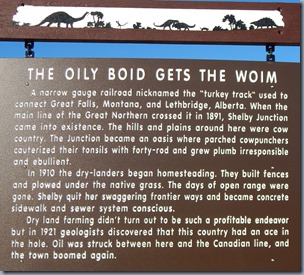 THE OILY BOID GETS THE WOIM
A narrow gauge railroad nicknamed the "turkey track" used to
connect Great Falls, Montana, and Lethbridge, Alberta. When the
main line of the Great Northern crossed it in 1891, Shelby Junction
came into existence. The hills and plains around here were cow
country. The Junction became an oasis where parched cowpunchers
cauterized their tonsils with forty-rod and grew plumb irresponsible
and ebullient.
In 1910 the dry-landers began homesteading. They built fences
and plowed under the native grass. The days of open range were
gone. Shelby quit her swaggering frontier ways and became concrete
sidewalk and sewer system conscious.
Dry land farming didn't turn out to be such a profitable endeavor
but in 1921 geologists discovered that this country had an ace in
the hole. Oil was struck between here and the Canadian line, and
the town boomed again.